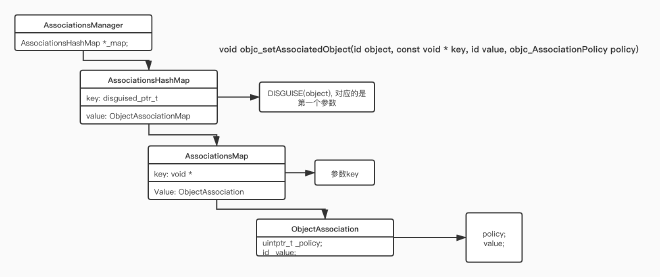 AssociationsManager
AssociationsHashMap *_map;
void objc_setAssociatedObject(id object, const void * key, id value, objc_AssociationPolicy policy)
AssociationsHashMap
key: disguised_ptr_t
value: ObjectAssociationMap
DISGUISE(object), 对应的是
第一个参数
AssociationsMap
key: void *
Value: ObjectAssociation
参数key
ObjectAssociation
uintptr_t _policy;
id _value;
policy;
value;